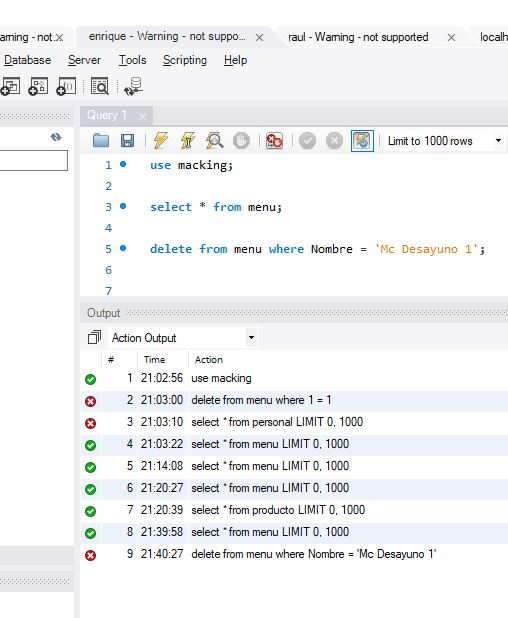 arning - not.x enrique - Warning - not suppo... × raul - Warning - not supported × localh
Database Server Tools Scripting Help
Query 1 ×
Limit to 1000 rows
1 use macking;
2
3 select * from menu;
4
5 delete from menu where Nombre = 'Mc Desayuno 1';
6
7
Output
Action Output
# Time Action
1 21:02:56 use macking
2 21:03:00 delete from menu where 1 = 1
3 21:03:10 select * from personal LIMIT 0, 1000
4 21:03:22 select * from menu LIMIT 0, 1000
5 21:14:08 select * from menu LIMIT 0, 1000
6 21:20:27 select * from menu LIMIT 0, 1000
7 21:20:39 select * from producto LIMIT 0, 1000
8 21:39:58 select * from menu LIMIT 0, 1000
9 21:40:27 delete from menu where Nombre = 'Mc Desayuno 1'